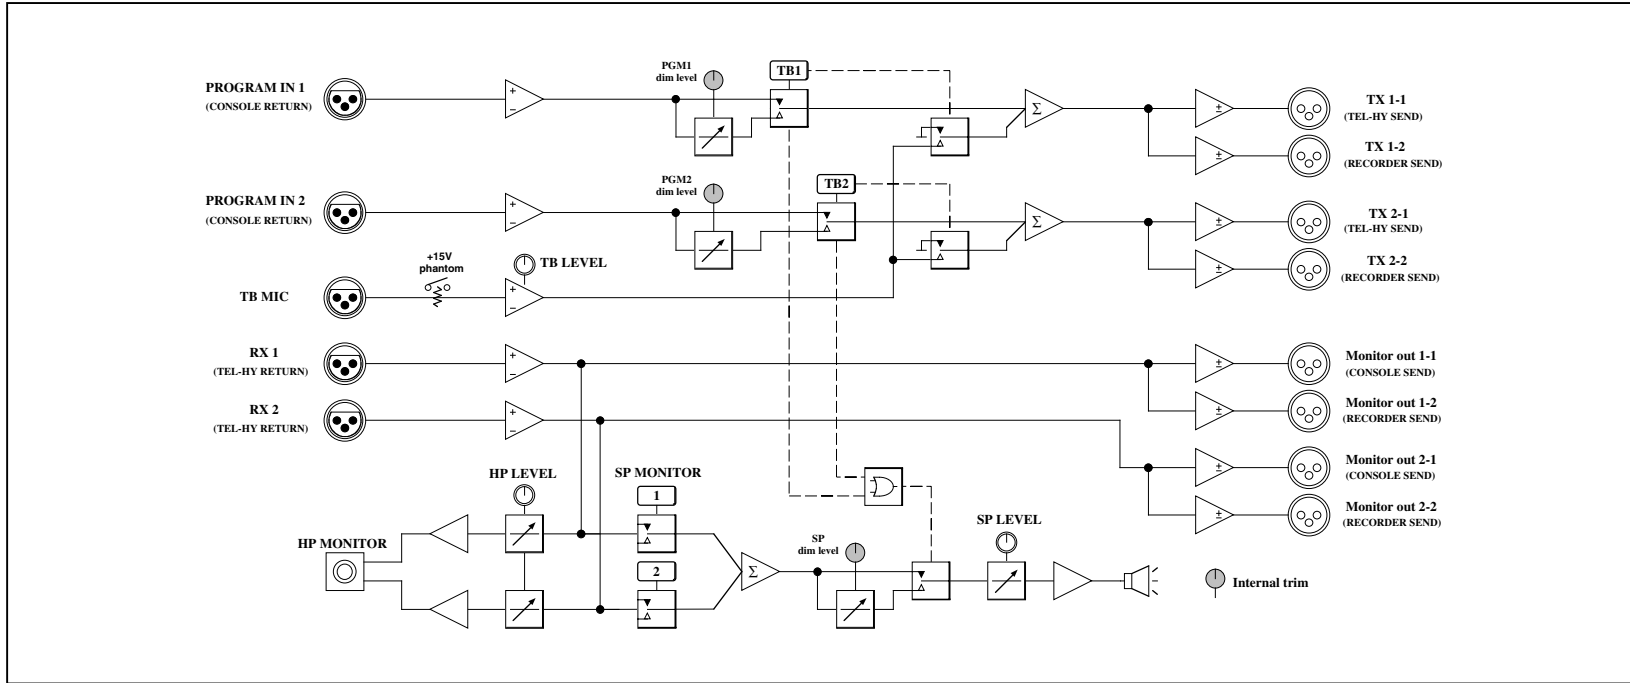 PROGRAM IN 1
(CONSOLE RETURN)
PGM1
dim level
TB1
TX 1-1
(TEL-HY SEND)
TX 1-2
(RECORDER SEND)
PROGRAM IN 2
(CONSOLE RETURN)
PGM2
dim level
TB2
TX 2-1
(TEL-HY SEND)
TX 2-2
(RECORDER SEND)
+15V
phantom
TB LEVEL
TB MIC
RX 1
(TEL-HY RETURN)
Monitor out 1-1
(CONSOLE SEND)
Monitor out 1-2
(RECORDER SEND)
RX 2
(TEL-HY RETURN)
Monitor out 2-1
(CONSOLE SEND)
Monitor out 2-2
(RECORDER SEND)
HP LEVEL
SP MONITOR
1
2
HP MONITOR
SP
dim level
SP LEVEL
Internal trim
+
−
+
−
+
−
+
−
+
−
Σ
Σ
Σ
±
±
±
±
±
±
±
±